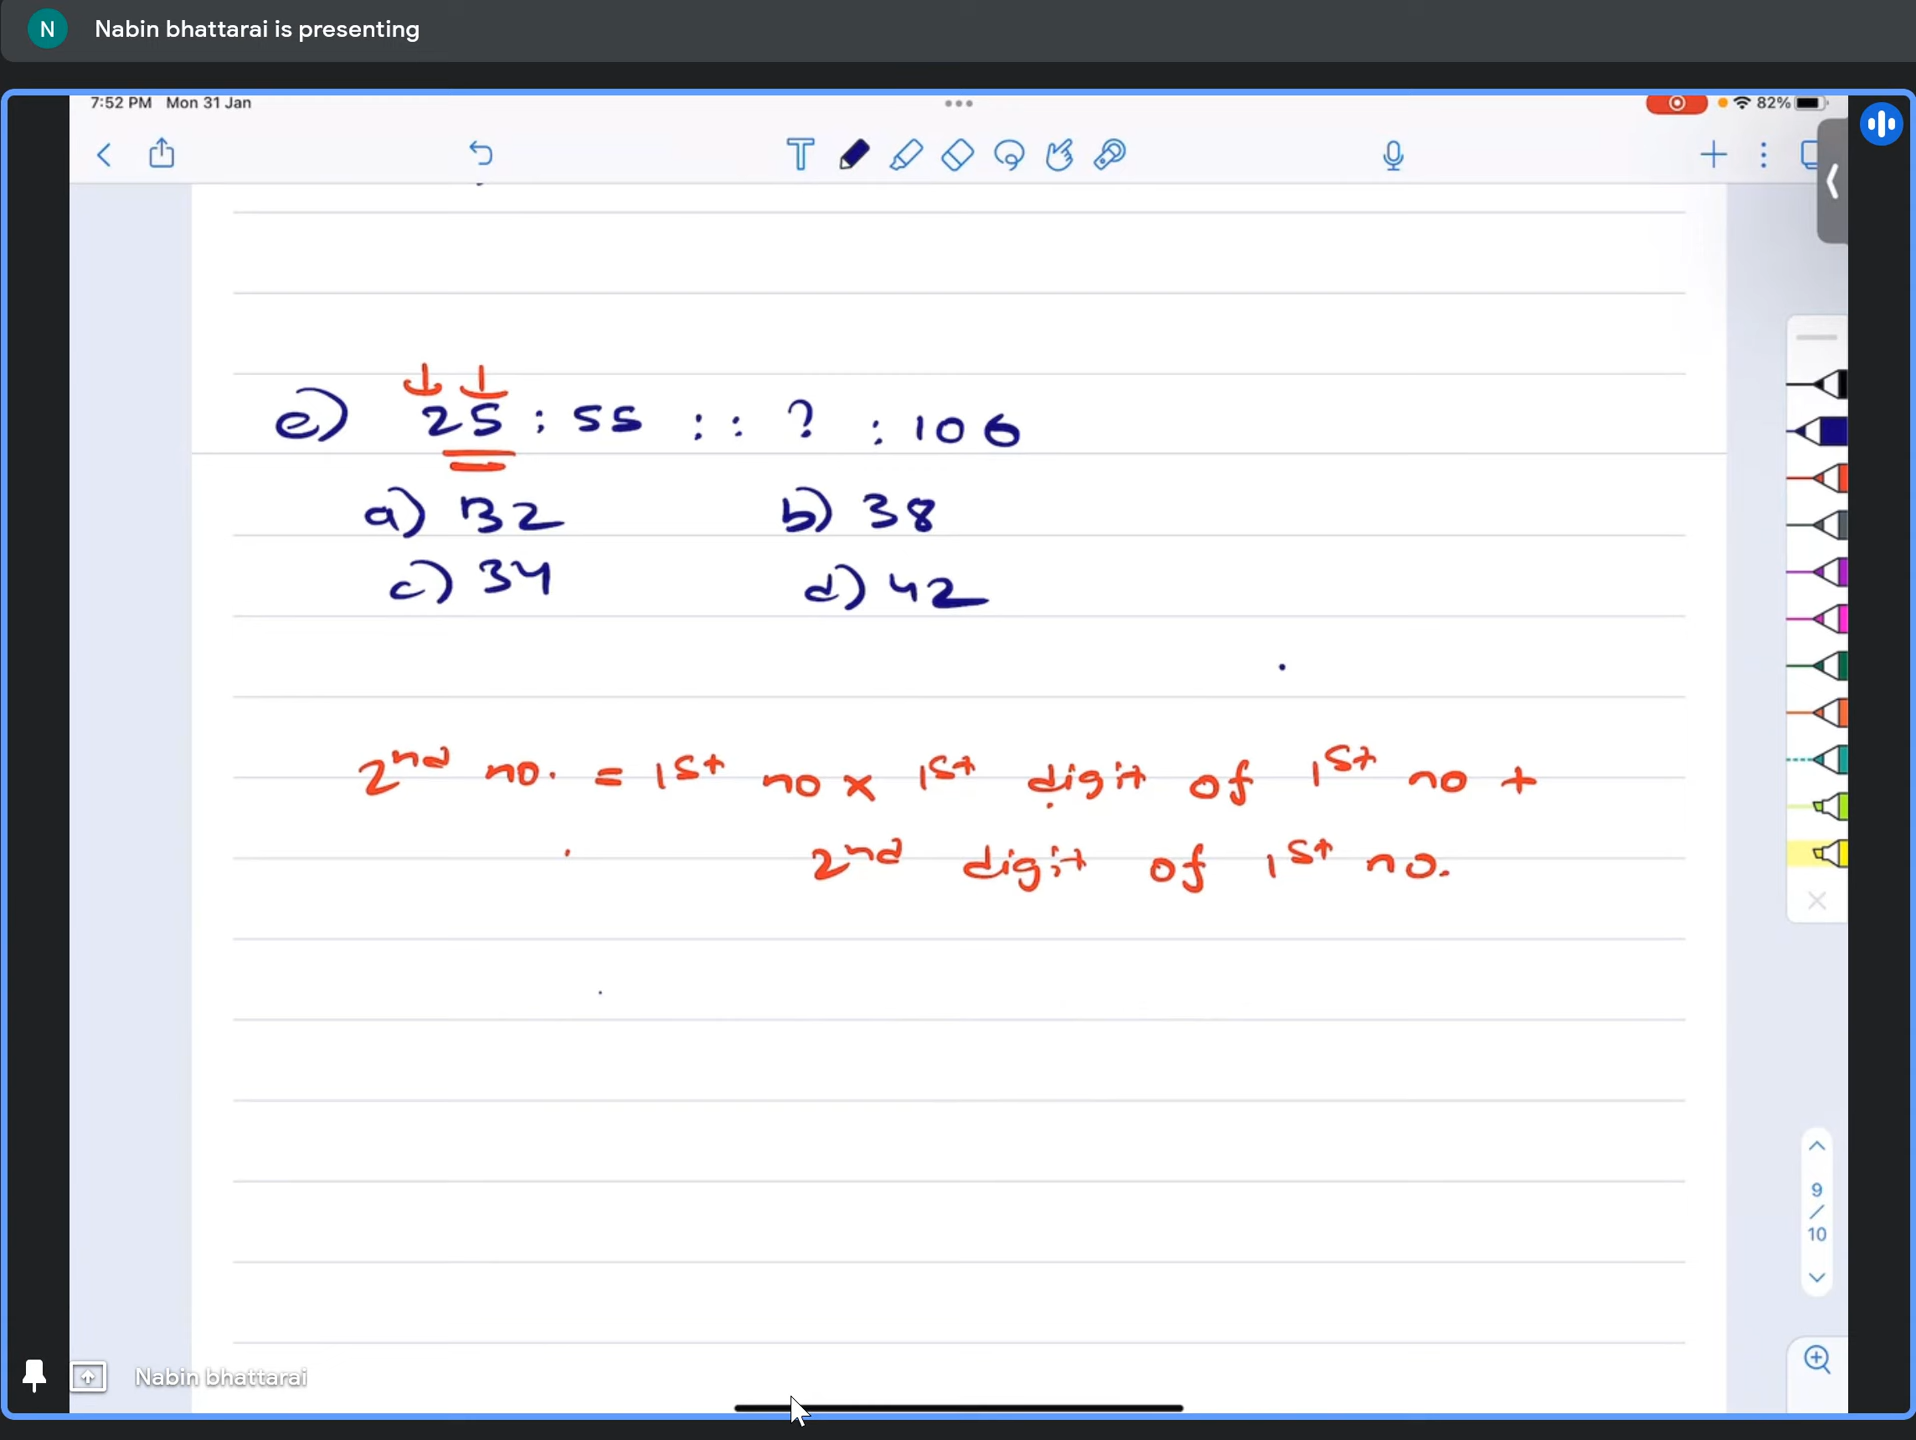 N Nabin bhattarai is presenting
7:52 PM Mon 31 Jan
82%
T
e) 25 : 55 :: ? : 106
a) 132 b) 38
c) 34 d) 42
2nd no. = 1st no x 1st digit of 1st no +
2nd digit of 1st no.
9
/
10
Nabin bhattarai